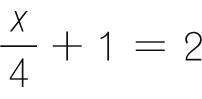 x/4 + 1 = 2